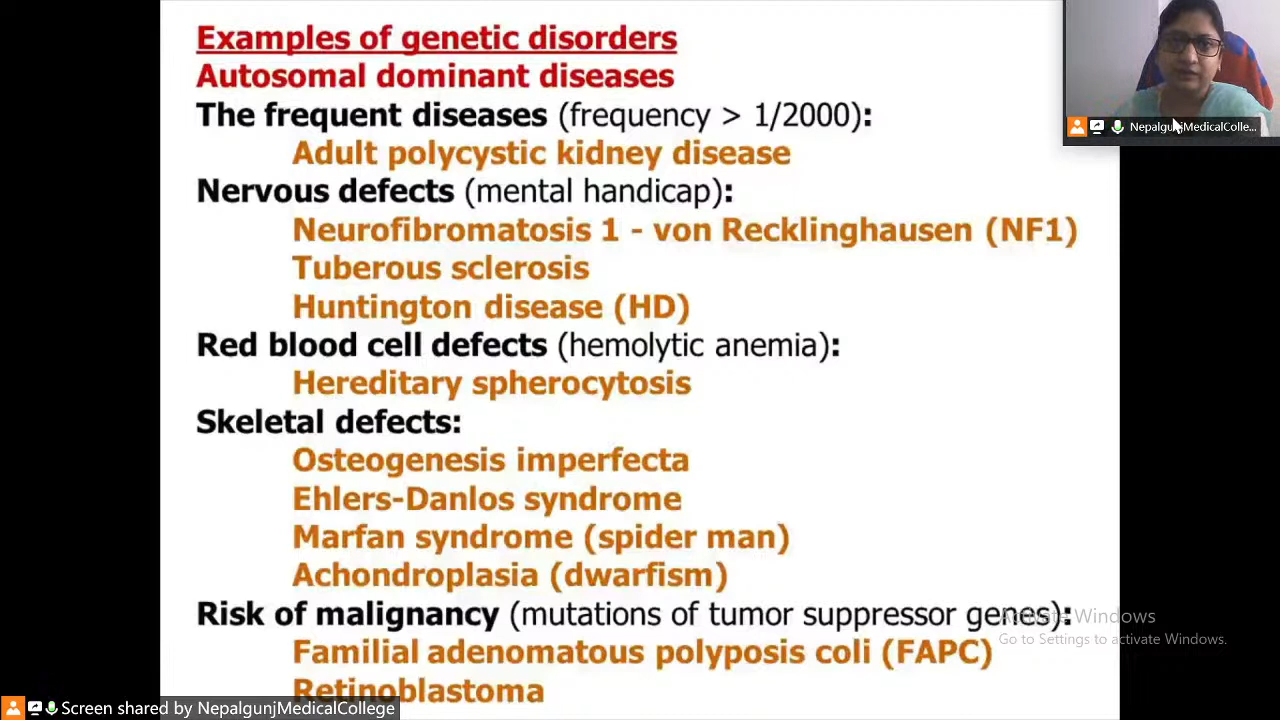 Examples of genetic disorders
Autosomal dominant diseases
The frequent diseases (frequency > 1/2000):
Adult polycystic kidney disease
Nervous defects (mental handicap):
Neurofibromatosis 1 - von Recklinghausen (NF1)
Tuberous sclerosis
Huntington disease (HD)
Red blood cell defects (hemolytic anemia):
Hereditary spherocytosis
Skeletal defects:
Osteogenesis imperfecta
Ehlers-Danlos syndrome
Marfan syndrome (spider man)
Achondroplasia (dwarfism)
Risk of malignancy (mutations of tumor suppressor genes):
Familial adenomatous polyposis coli (FAPC)
Retinoblastoma
NepalgunjMedicalColle...
Activate Windows
Go to Settings to activate Windows.
Screen shared by NepalgunjMedicalCollege